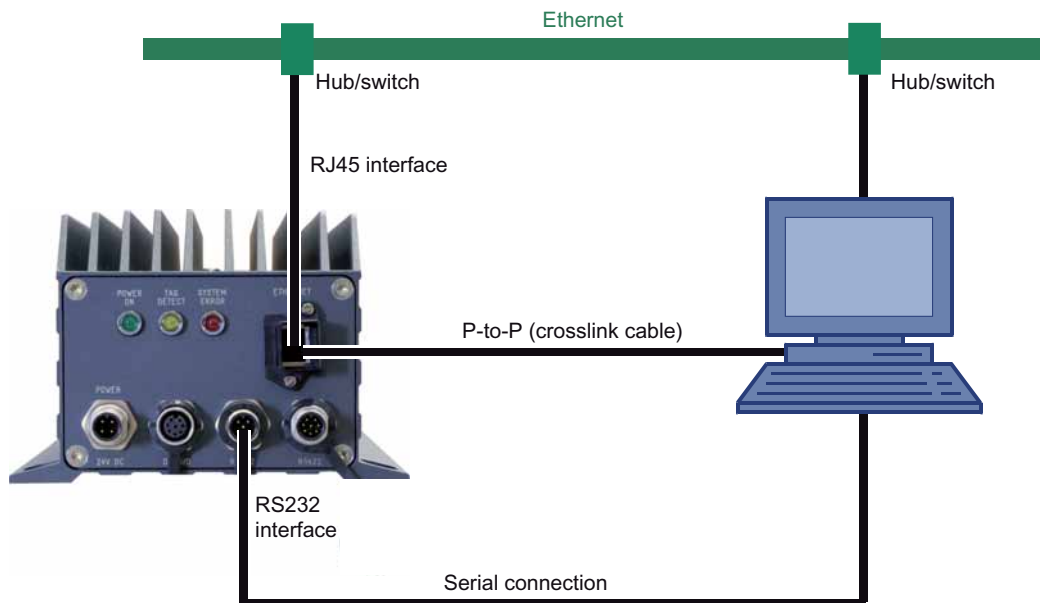 Ethernet
Hub/switch
Hub/switch
RJ45 interface
POWER
ON
TAG
DETECT
SYSTEM
ERROR
P-to-P (crosslink cable)
POWER
24V DC
RS422
RS232
interface
Serial connection